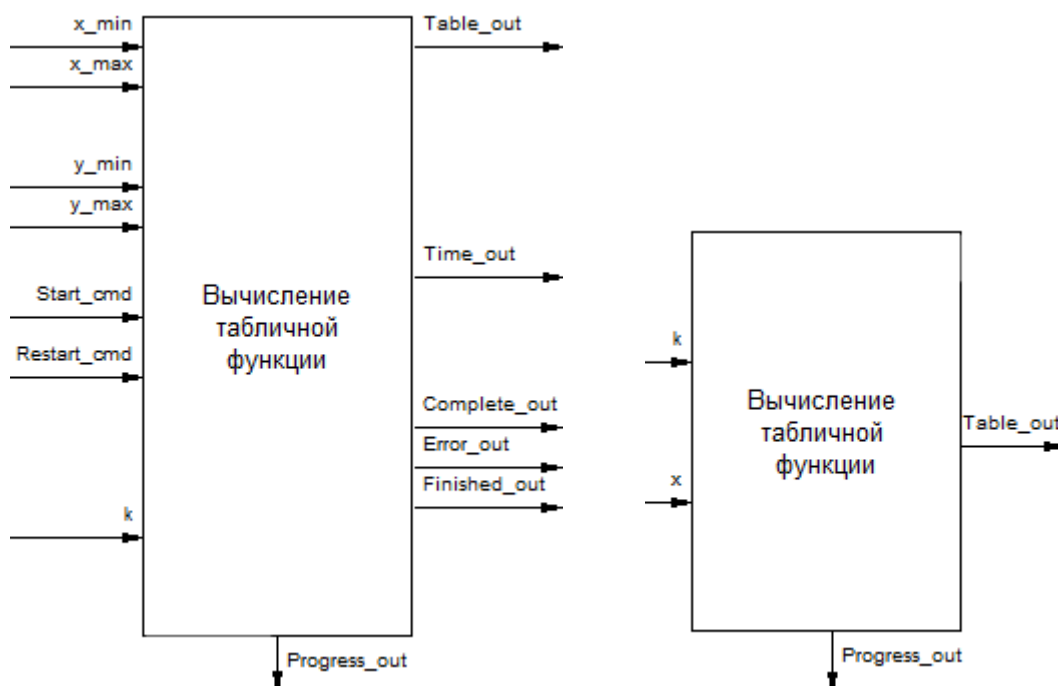 x_min
x_max
y_min
y_max
Start_cmd
Restart_cmd
k
Вычисление
табличной
функции
Table_out
Time_out
Complete_out
Error_out
Finished_out
Progress_out
k
x
Вычисление
табличной
функции
Table_out
Progress_out